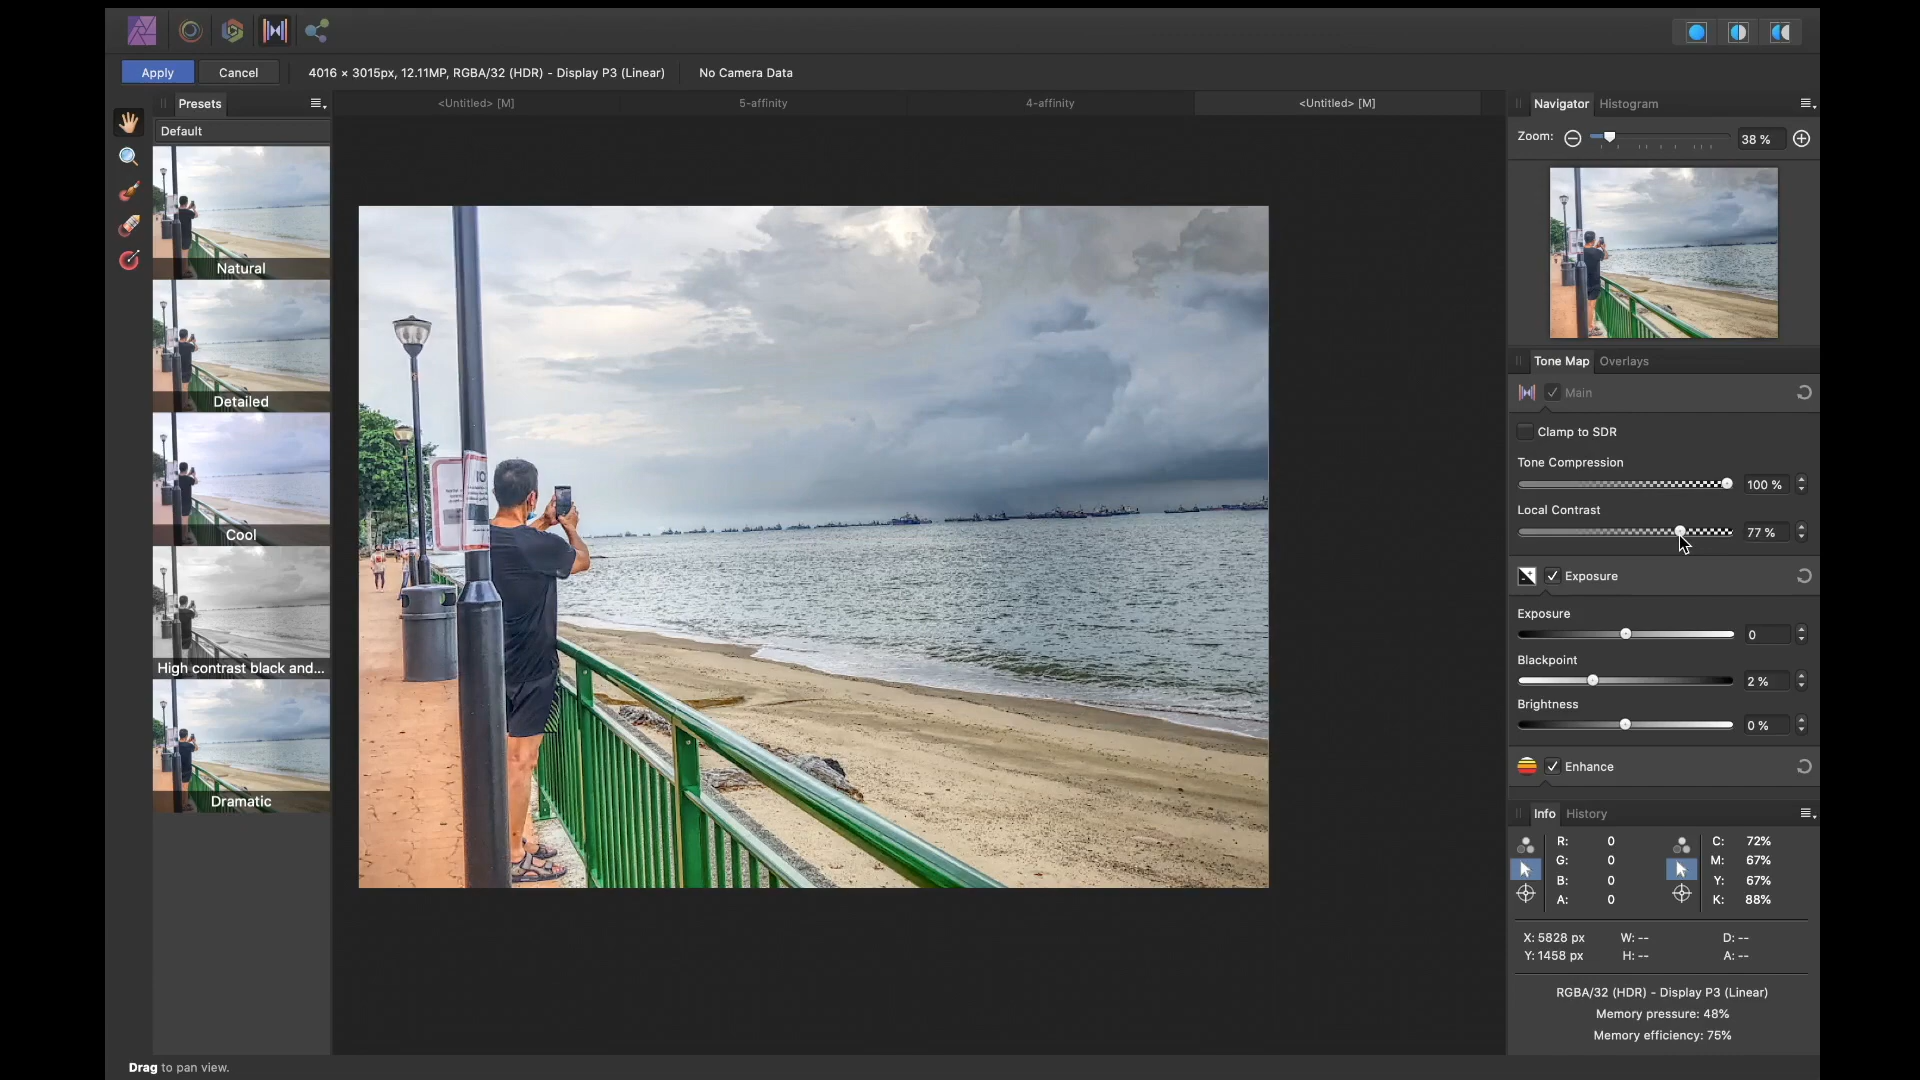 Apply
Cancel
4016 × 3015px, 12.11MP, RGBA/32 (HDR) - Display P3 (Linear)
No Camera Data
Presets
<Untitled> [M]
5-affinity
4-affinity
<Untitled> [M]
Navigator
Histogram
Default
Zoom:
38 %
Natural
Detailed
Cool
High contrast black and...
Dramatic
Tone Map
Overlays
Main
Clamp to SDR
Tone Compression
100 %
Local Contrast
77 %
Exposure
Exposure
0
Blackpoint
2 %
Brightness
0 %
Enhance
Info
History
R: 0
G: 0
B: 0
A: 0
C: 72%
M: 67%
Y: 67%
K: 88%
X: 5828 px
Y: 1458 px
W: --
H: --
D: --
A: --
RGBA/32 (HDR) - Display P3 (Linear)
Memory pressure: 48%
Memory efficiency: 75%
Drag to pan view.